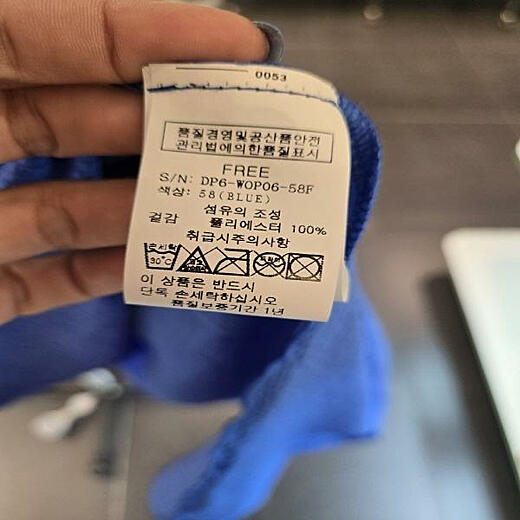 0053
품질경영및공산품안전
관리법에의한품질표시
FREE
S/N: DP6-WOP06-58F
색상: 58(BLUE)
섬유의 조성
겉감 폴리에스터 100%
취급시주의사항
30℃
이 상품은 반드시
단독 손세탁하십시오
품질보증기간 1년